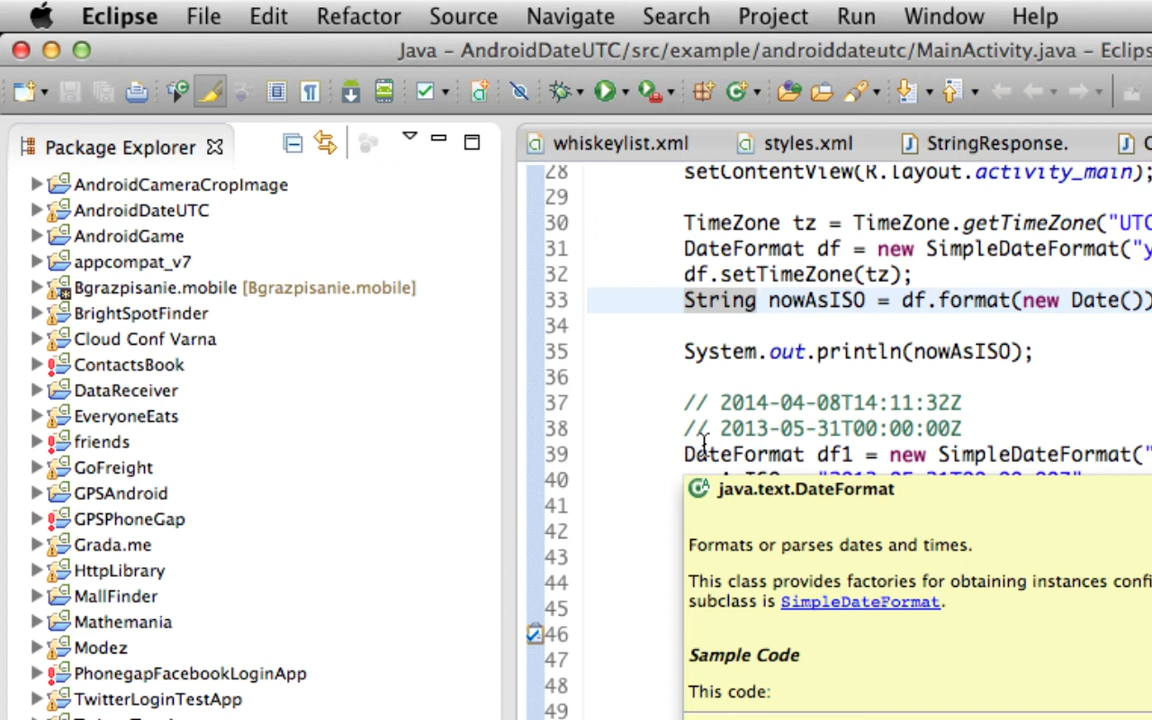 Eclipse File Edit Refactor Source Navigate Search Project Run Window Help
Java – AndroidDateUTC/src/example/androiddateutc/MainActivity.java – Eclips
Package Explorer
AndroidCameraCropImage
AndroidDateUTC
AndroidGame
appcompat_v7
Bgrazpisanie.mobile [Bgrazpisanie.mobile]
BrightSpotFinder
Cloud Conf Varna
ContactsBook
DataReceiver
EveryoneEats
friends
GoFreight
GPSAndroid
GPSPhoneGap
Grada.me
HttpLibrary
MallFinder
Mathemania
Modez
PhonegapFacebookLoginApp
TwitterLoginTestApp
whiskeylist.xml styles.xml StringResponse.
28 setContentView(R.layout.activity_main);
29
30 TimeZone tz = TimeZone.getTimeZone("UTC
31 DateFormat df = new SimpleDateFormat("y
32 df.setTimeZone(tz);
33 String nowAsISO = df.format(new Date())
34
35 System.out.println(nowAsISO);
36
37 // 2014-04-08T14:11:32Z
38 // 2013-05-31T00:00:00Z
39 DateFormat df1 = new SimpleDateFormat("
40
41
42
43
44
45
46
47
48
49
java.text.DateFormat
Formats or parses dates and times.
This class provides factories for obtaining instances confi
subclass is SimpleDateFormat.
Sample Code
This code: